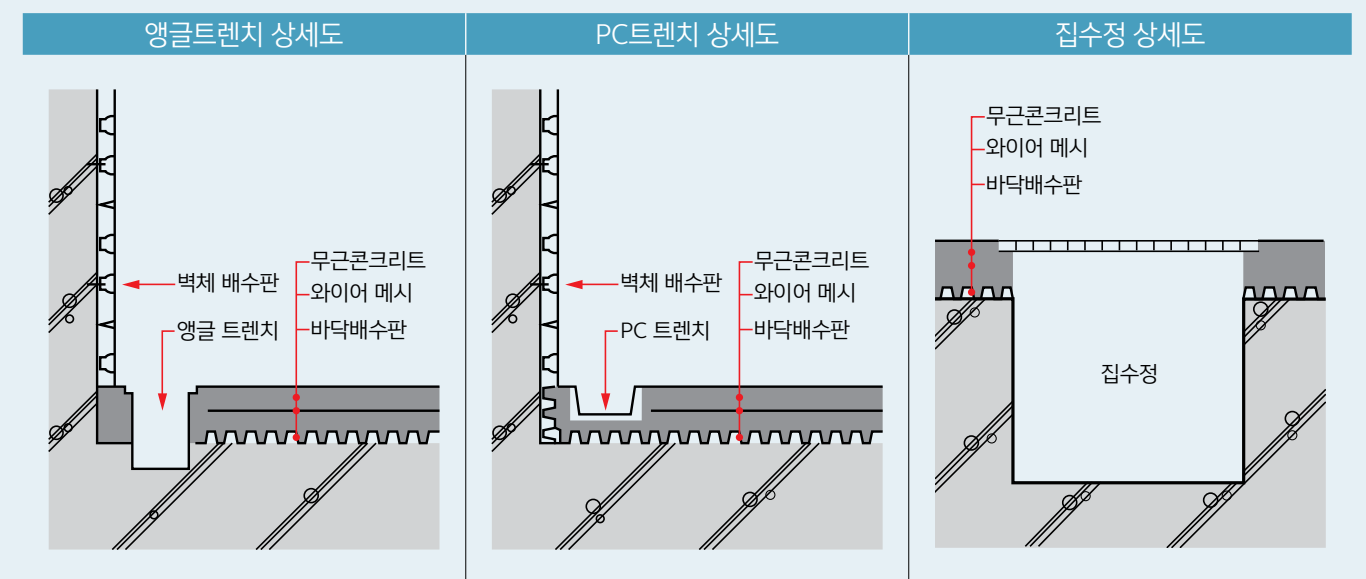 앵글트렌치 상세도
벽체 배수판
앵글 트렌치
무근콘크리트
와이어 메시
바닥배수판
PC트렌치 상세도
벽체 배수판
PC 트렌치
무근콘크리트
와이어 메시
바닥배수판
집수정 상세도
무근콘크리트
와이어 메시
바닥배수판
집수정